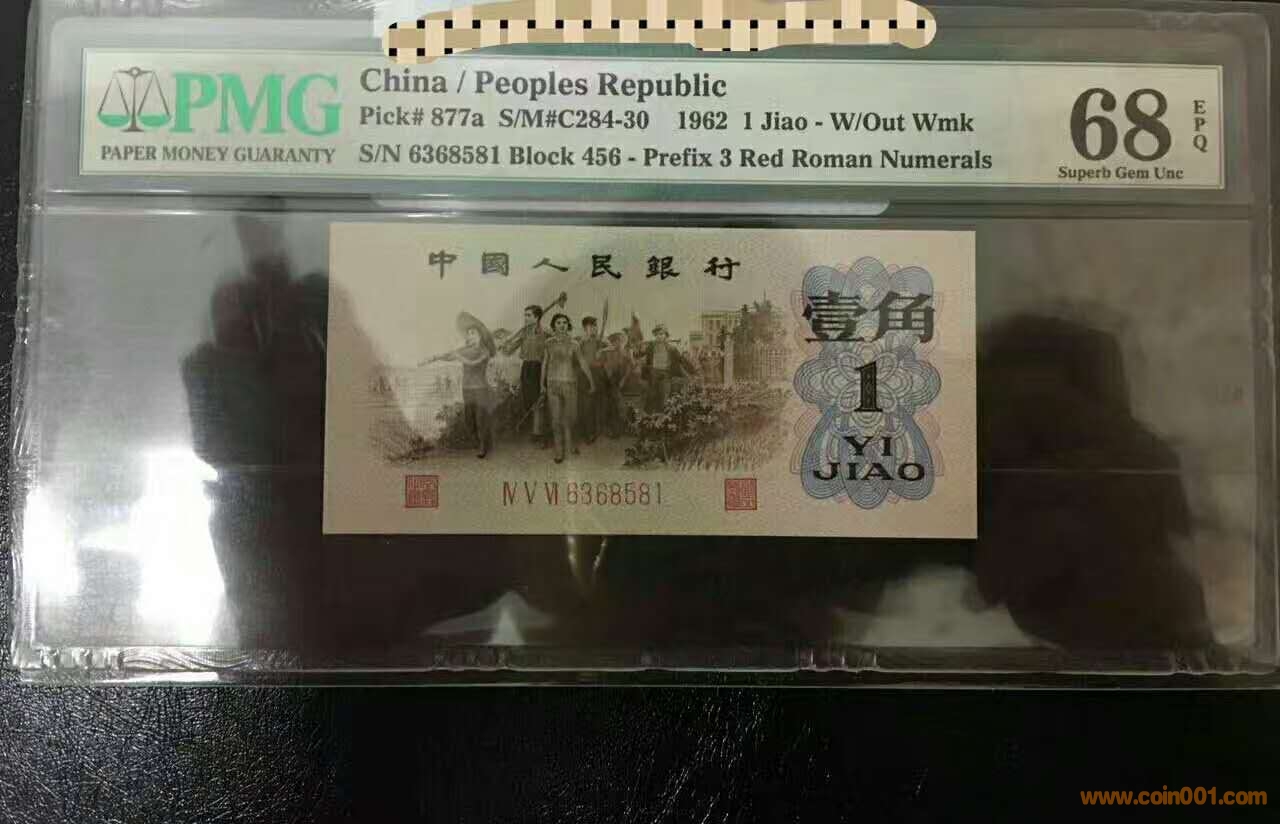 PMG
PAPER MONEY GUARANTY
China / Peoples Republic
Pick# 877a S/M#C284-30 1962 1 Jiao - W/Out Wmk
S/N 6368581 Block 456 - Prefix 3 Red Roman Numerals
68
EPQ
Superb Gem Unc
中國人民銀行
壹角
1
YI
JIAO
Ⅳ Ⅴ Ⅵ 6368581
www.coin001.com